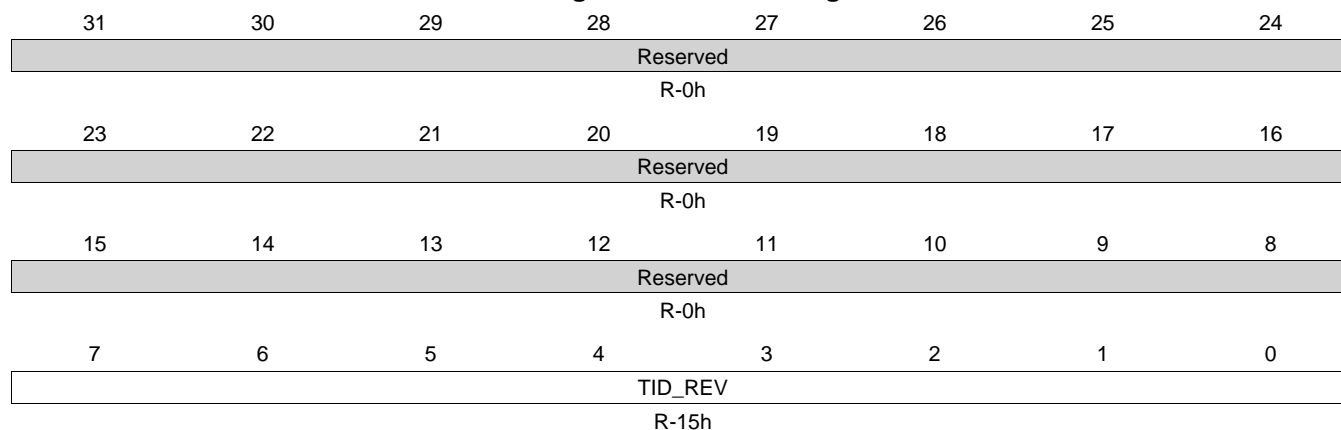 31 30 29 28 27 26 25 24
Reserved
R-0h
23 22 21 20 19 18 17 16
Reserved
R-0h
15 14 13 12 11 10 9 8
Reserved
R-0h
7 6 5 4 3 2 1 0
TID_REV
R-15h